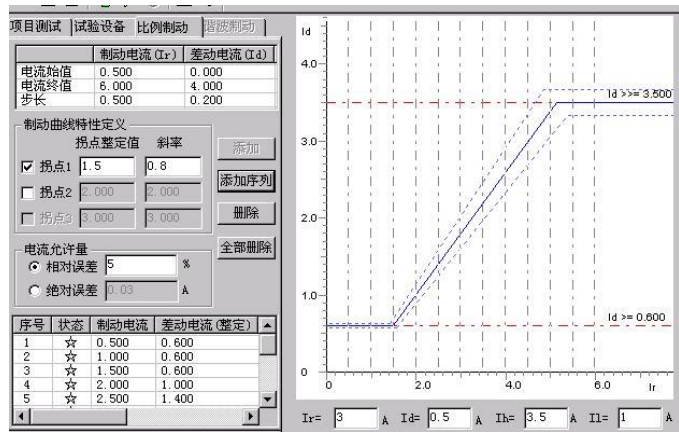 项目测试 试验设备 比例制动 谐波制动
制动电流(Ir) 差动电流(Id)
电流始值 0.500 0.000
电流终值 6.000 4.000
步长 0.500 0.200
制动曲线特性定义
拐点整定值 斜率
拐点1 1.5 0.8
拐点2 2.000 2.000
拐点3 3.000 3.000
添加
添加序列
删除
全部删除
电流允许量
相对误差 5 %
绝对误差 0.03 A
序号 状态 制动电流 差动电流(整定)
1 ☆ 0.500 0.600
2 ☆ 1.000 0.600
3 ☆ 1.500 0.600
4 ☆ 2.000 1.000
5 ☆ 2.500 1.400
Id
4.0
3.0
2.0
1.0
0
Id >>= 3.500
Id >= 0.600
0 2.0 4.0 6.0 Ir
Ir= 3 A Id= 0.5 A Ih= 3.5 A Il= 1 A